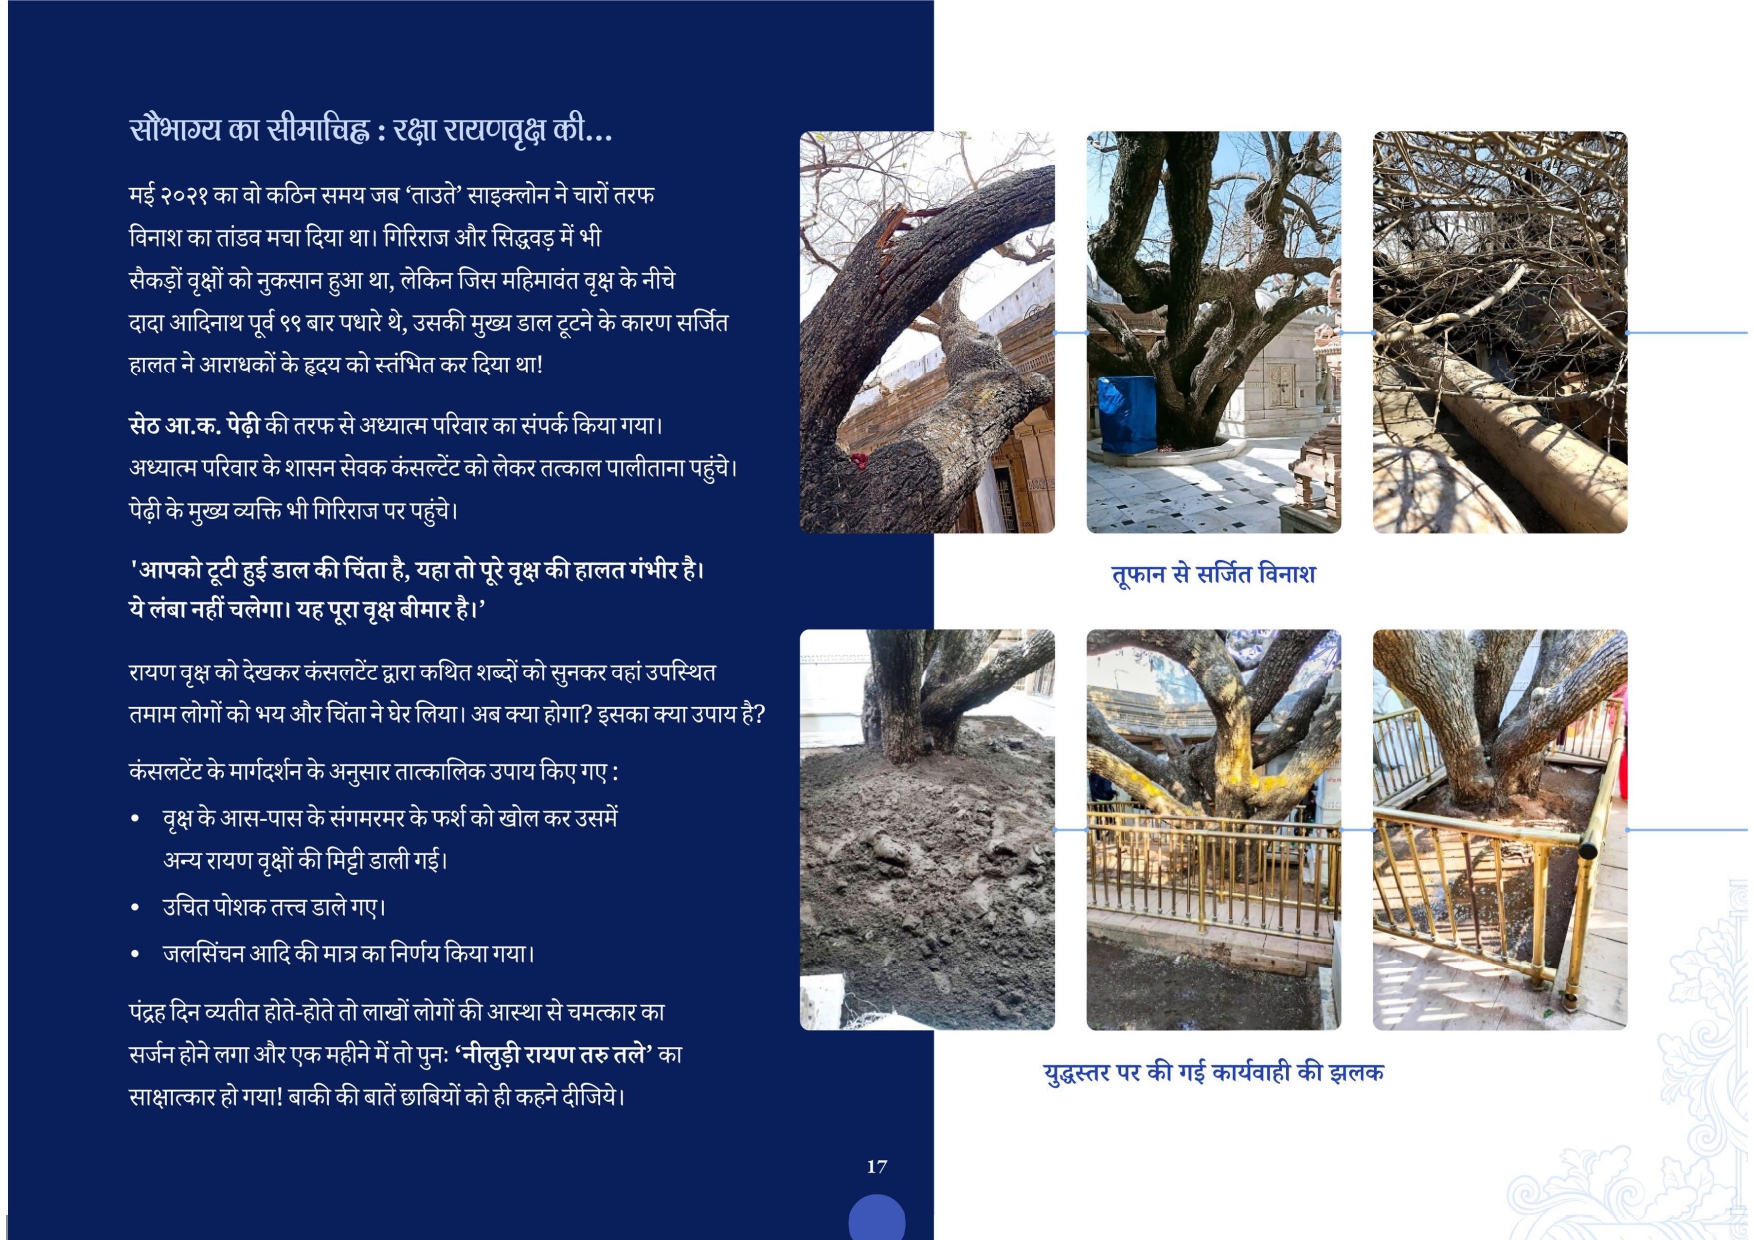 सौभाग्य का सीमाचिह्न : रक्षा रायणवृक्ष की...
मई २०२१ का वो कठिन समय जब ‘ताउते’ साइक्लोन ने चारों तरफ
विनाश का तांडव मचा दिया था। गिरिराज और सिद्धवड़ में भी
सैकड़ों वृक्षों को नुकसान हुआ था, लेकिन जिस महिमावंत वृक्ष के नीचे
दादा आदिनाथ पूर्व ९९ बार पधारे थे, उसकी मुख्य डाल टूटने के कारण सर्जित
हालत ने आराधकों के हृदय को स्तंभित कर दिया था!
सेठ आ.क. पेढ़ी की तरफ से अध्यात्म परिवार का संपर्क किया गया।
अध्यात्म परिवार के शासन सेवक कंसल्टेंट को लेकर तत्काल पालीताना पहुंचे।
पेढ़ी के मुख्य व्यक्ति भी गिरिराज पर पहुंचे।
'आपको टूटी हुई डाल की चिंता है, यहा तो पूरे वृक्ष की हालत गंभीर है।
ये लंबा नहीं चलेगा। यह पूरा वृक्ष बीमार है।’
रायण वृक्ष को देखकर कंसलटेंट द्वारा कथित शब्दों को सुनकर वहां उपस्थित
तमाम लोगों को भय और चिंता ने घेर लिया। अब क्या होगा? इसका क्या उपाय है?
कंसलटेंट के मार्गदर्शन के अनुसार तात्कालिक उपाय किए गए :
• वृक्ष के आस-पास के संगमरमर के फर्श को खोल कर उसमें
अन्य रायण वृक्षों की मिट्टी डाली गई।
• उचित पोशक तत्त्व डाले गए।
• जलसिंचन आदि की मात्र का निर्णय किया गया।
पंद्रह दिन व्यतीत होते-होते तो लाखों लोगों की आस्था से चमत्कार का
सर्जन होने लगा और एक महीने में तो पुनः ‘नीलुड़ी रायण तरु तले’ का
साक्षात्कार हो गया! बाकी की बातें छाबियों को ही कहने दीजिये।
तूफान से सर्जित विनाश
युद्धस्तर पर की गई कार्यवाही की झलक
17